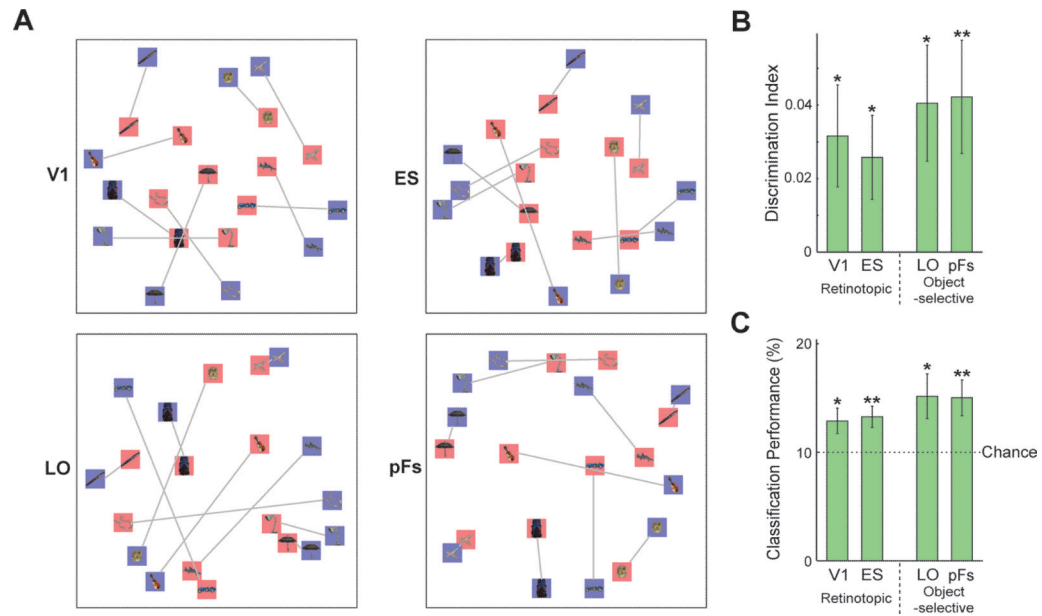 A
V1
ES
LO
pFs
B
Discrimination Index
0.04
0.02
0
* * * **
V1 ES LO pFs
Retinotopic Object
-selective
C
Classification Performance (%)
20
10
0
* ** * **
Chance
V1 ES LO pFs
Retinotopic Object
-selective